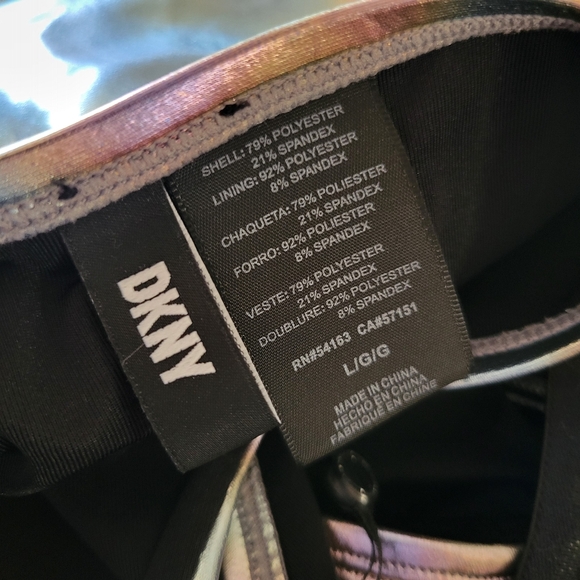 SHELL: 79% POLYESTER
21% SPANDEX
LINING: 92% POLYESTER
8% SPANDEX
CHAQUETA: 79% POLIESTER
21% SPANDEX
FORRO: 92% POLIESTER
8% SPANDEX
VESTE: 79% POLYESTER
21% SPANDEX
DOUBLURE: 92% POLYESTER
8% SPANDEX
RN#54163 CA#57151
L/G/G
MADE IN CHINA
HECHO EN CHINA
FABRIQUE EN CHINE
DKNY